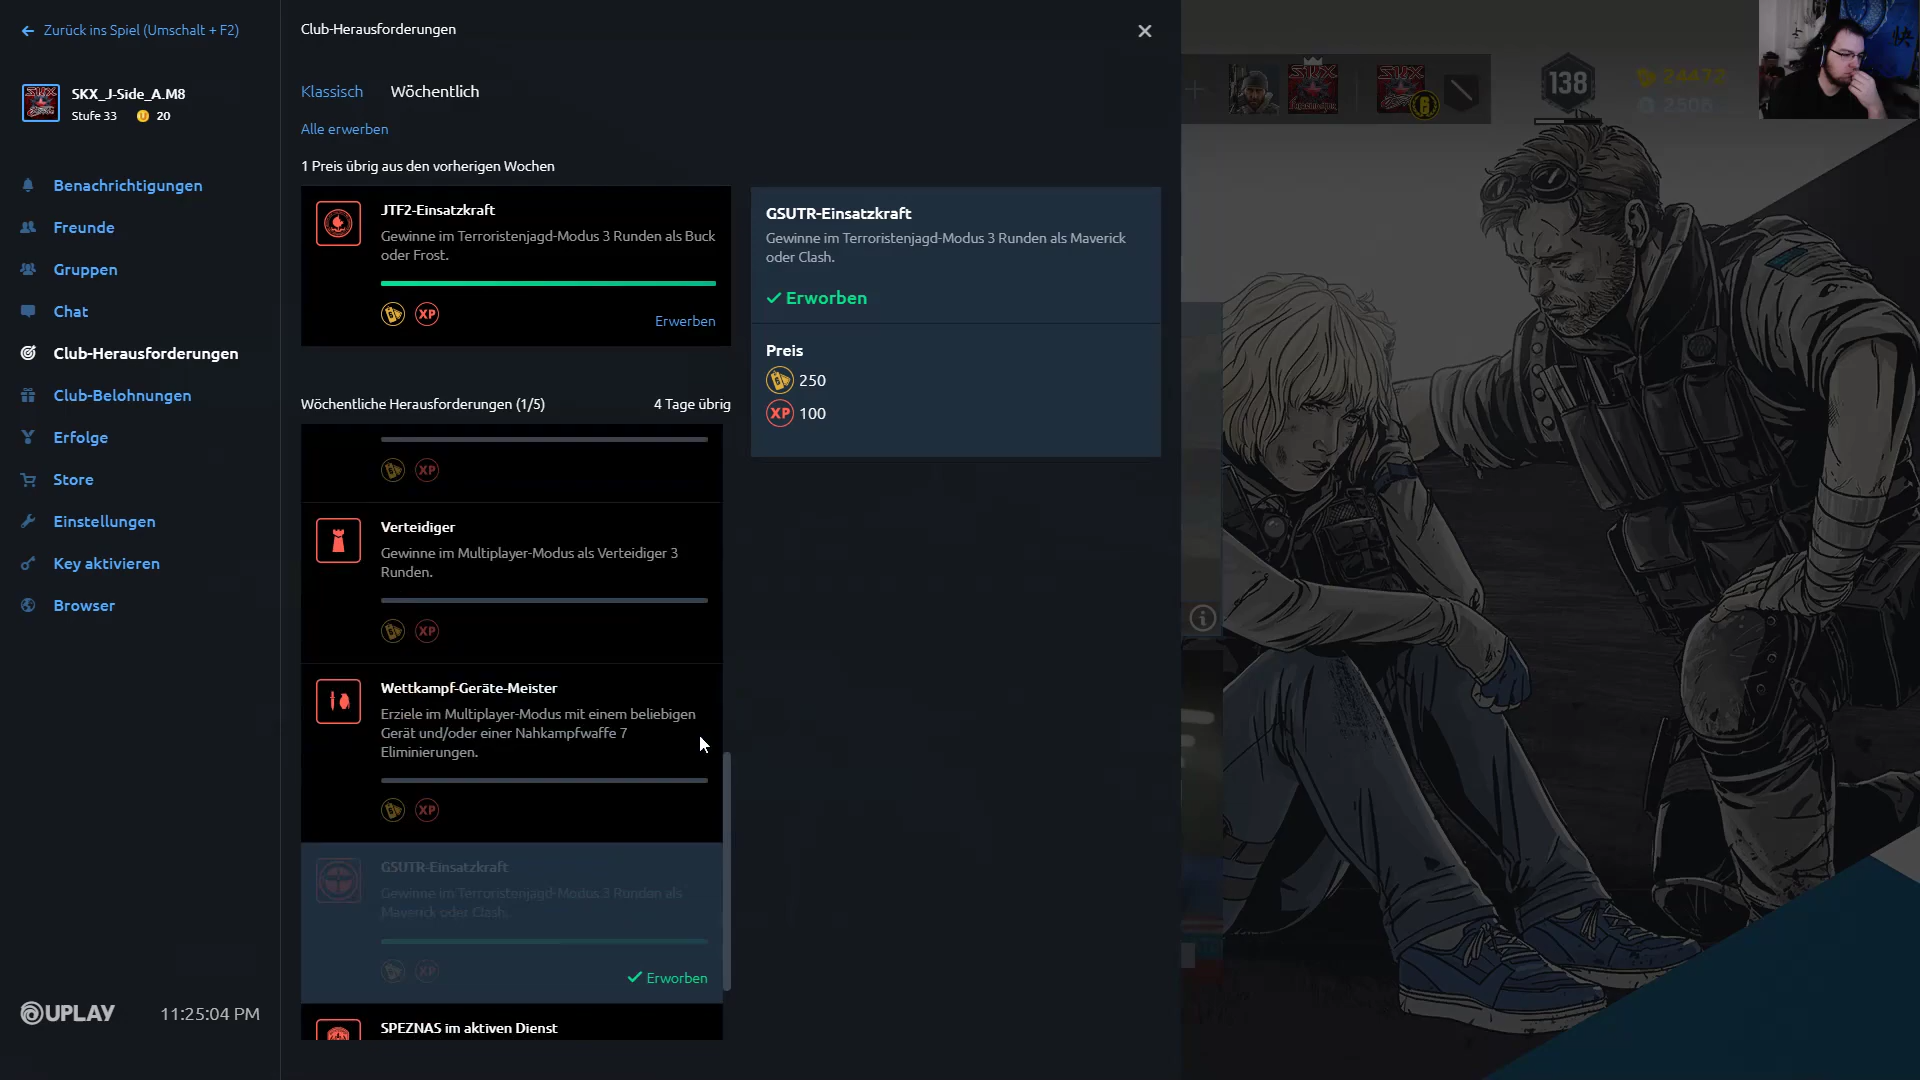 Zurück ins Spiel (Umschalt + F2)
SKX_J-Side_A.M8
Stufe 33
20
Benachrichtigungen
Freunde
Gruppen
Chat
Club-Herausforderungen
Club-Belohnungen
Erfolge
Store
Einstellungen
Key aktivieren
Browser
UPLAY
11:25:04 PM
Club-Herausforderungen
Klassisch
Wöchentlich
Alle erwerben
1 Preis übrig aus den vorherigen Wochen
JTF2-Einsatzkraft
Gewinne im Terroristenjagd-Modus 3 Runden als Buck
oder Frost.
XP
Erwerben
Wöchentliche Herausforderungen (1/5)
4 Tage übrig
XP
Verteidiger
Gewinne im Multiplayer-Modus als Verteidiger 3
Runden.
XP
Wettkampf-Geräte-Meister
Erziele im Multiplayer-Modus mit einem beliebigen
Gerät und/oder einer Nahkampfwaffe 7
Eliminierungen.
XP
GSUTR-Einsatzkraft
Gewinne im Terroristenjagd-Modus 3 Runden als
Maverick oder Clash.
XP
Erworben
SPEZNAS im aktiven Dienst
GSUTR-Einsatzkraft
Gewinne im Terroristenjagd-Modus 3 Runden als Maverick
oder Clash.
Erworben
Preis
250
XP 100
SKX
SKX
138
24472
2508